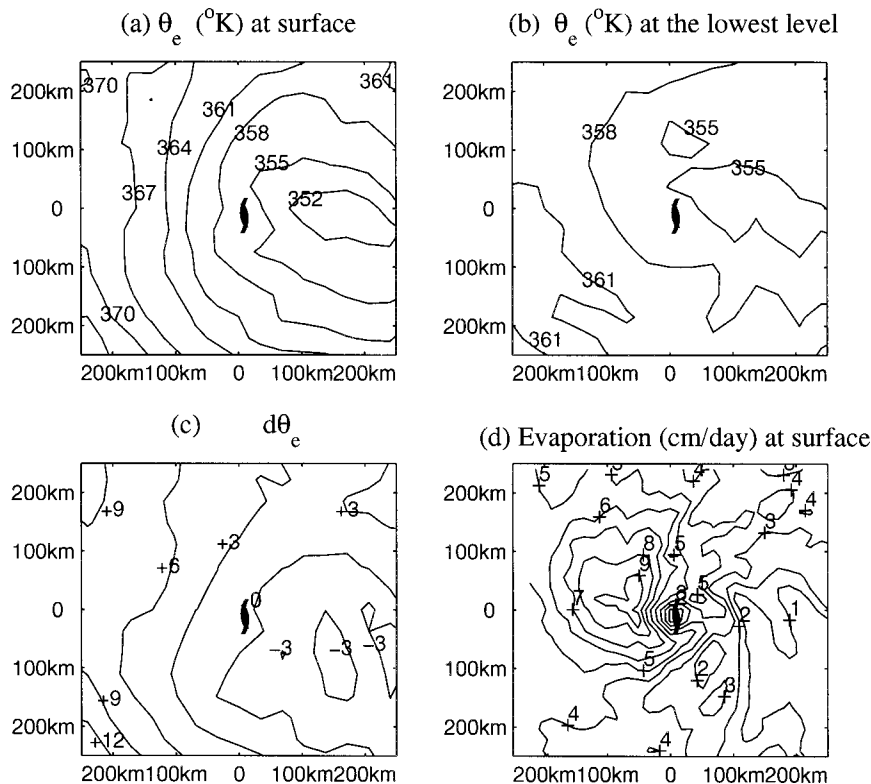 (a) θe (°K) at surface
(b) θe (°K) at the lowest level
200km
100km
0
100km
200km
200km100km 0 100km200km
370
361
361
364
358
355
367
352
370
200km
100km
0
100km
200km
200km100km 0 100km200km
358
355
355
361
361
(c) dθe
(d) Evaporation (cm/day) at surface
200km
100km
0
100km
200km
200km100km 0 100km200km
+9
+3
+3
+6
0
−3
−3
−3
+9
+12
200km
100km
0
100km
200km
200km100km 0 100km200km
5
4
4
4
6
3
8
5
9
5
7
8
2
1
5
2
3
4
4